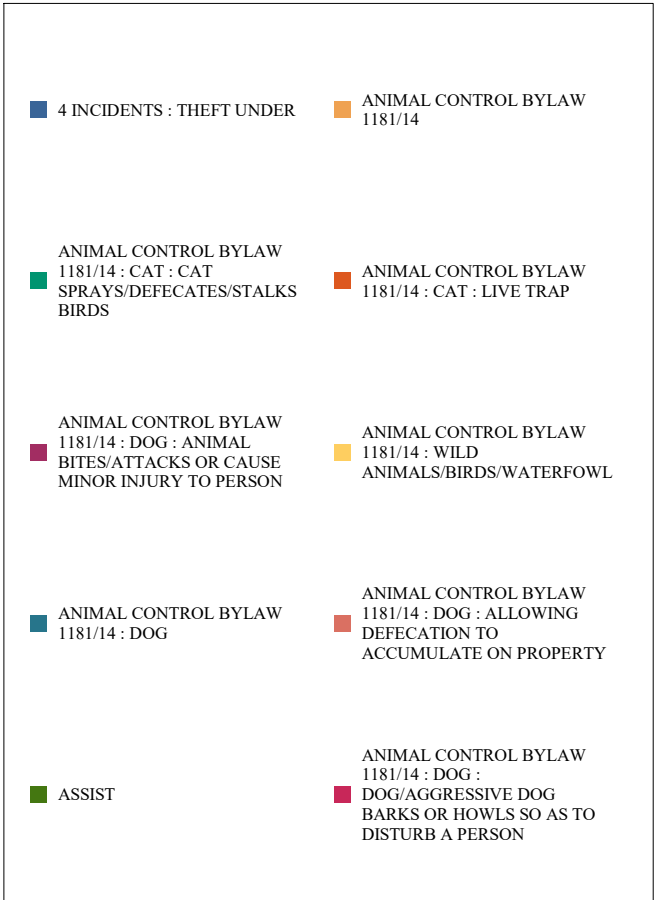 4 INCIDENTS : THEFT UNDER
ANIMAL CONTROL BYLAW
1181/14
ANIMAL CONTROL BYLAW
1181/14 : CAT : CAT
SPRAYS/DEFECATES/STALKS
BIRDS
ANIMAL CONTROL BYLAW
1181/14 : CAT : LIVE TRAP
ANIMAL CONTROL BYLAW
1181/14 : DOG : ANIMAL
BITES/ATTACKS OR CAUSE
MINOR INJURY TO PERSON
ANIMAL CONTROL BYLAW
1181/14 : WILD
ANIMALS/BIRDS/WATERFOWL
ANIMAL CONTROL BYLAW
1181/14 : DOG
ANIMAL CONTROL BYLAW
1181/14 : DOG : ALLOWING
DEFECATION TO
ACCUMULATE ON PROPERTY
ASSIST
ANIMAL CONTROL BYLAW
1181/14 : DOG :
DOG/AGGRESSIVE DOG
BARKS OR HOWLS SO AS TO
DISTURB A PERSON